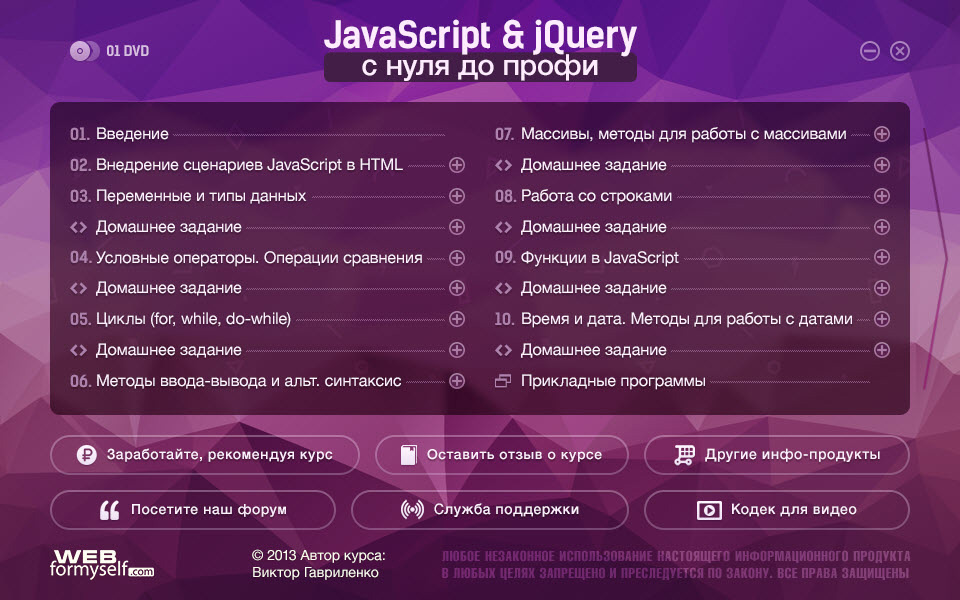 01 DVD
JavaScript & jQuery
с нуля до профи
01. Введение
02. Внедрение сценариев JavaScript в HTML
03. Переменные и типы данных
Домашнее задание
04. Условные операторы. Операции сравнения
Домашнее задание
05. Циклы (for, while, do-while)
Домашнее задание
06. Методы ввода-вывода и альт. синтаксис
07. Массивы, методы для работы с массивами
Домашнее задание
08. Работа со строками
Домашнее задание
09. Функции в JavaScript
Домашнее задание
10. Время и дата. Методы для работы с датами
Домашнее задание
Прикладные программы
Заработайте, рекомендуя курс
Оставить отзыв о курсе
Другие инфо-продукты
Посетите наш форум
Служба поддержки
Кодек для видео
WEB
formyself.com
© 2013 Автор курса:
Виктор Гавриленко
ЛЮБОЕ НЕЗАКОННОЕ ИСПОЛЬЗОВАНИЕ НАСТОЯЩЕГО ИНФОРМАЦИОННОГО ПРОДУКТА
В ЛЮБЫХ ЦЕЛЯХ ЗАПРЕЩЕНО И ПРЕСЛЕДУЕТСЯ ПО ЗАКОНУ. ВСЕ ПРАВА ЗАЩИЩЕНЫ